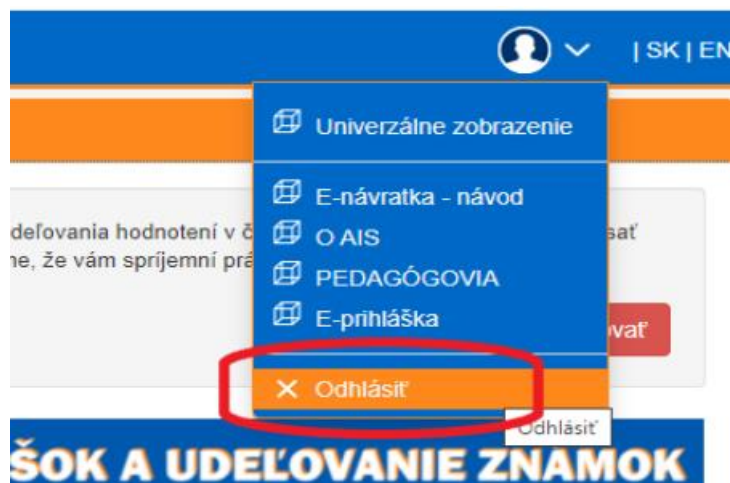 | SK | EN
Univerzálne zobrazenie
E-návratka - návod
O AIS
PEDAGÓGOVIA
E-prihláška
Odhlásiť
Odhlásiť
deľovania hodnotení v č
sať
ne, že vám spríjemní prá
vať
ŠOK A UDEĽOVANIE ZNÁMOK